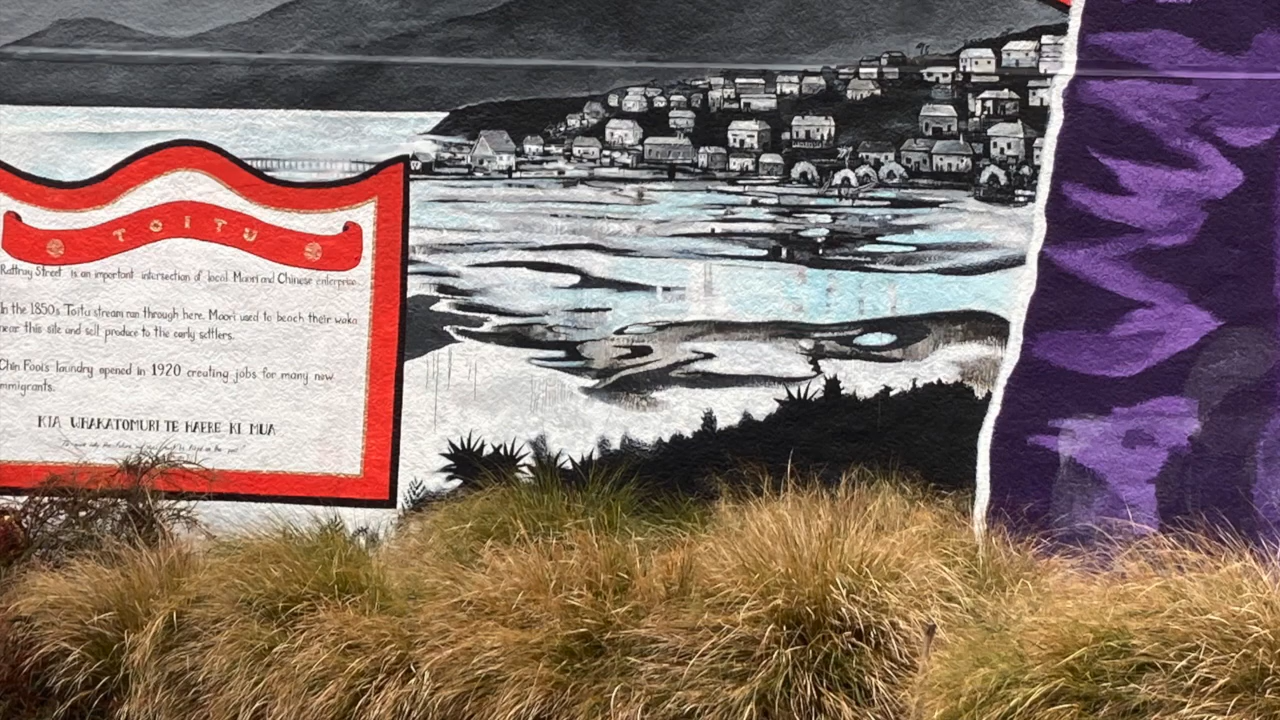 TOITU
Rattray Street is an important intersection of local Maori and Chinese enterprise
In the 1850's Toitu stream ran through here. Maori used to beach their waka
near this site and sell produce to the early settlers.
Chin Fooi's laundry opened in 1920 creating jobs for many new
immigrants.
KIA WHAKATOMURI TE HAERE KI MUA